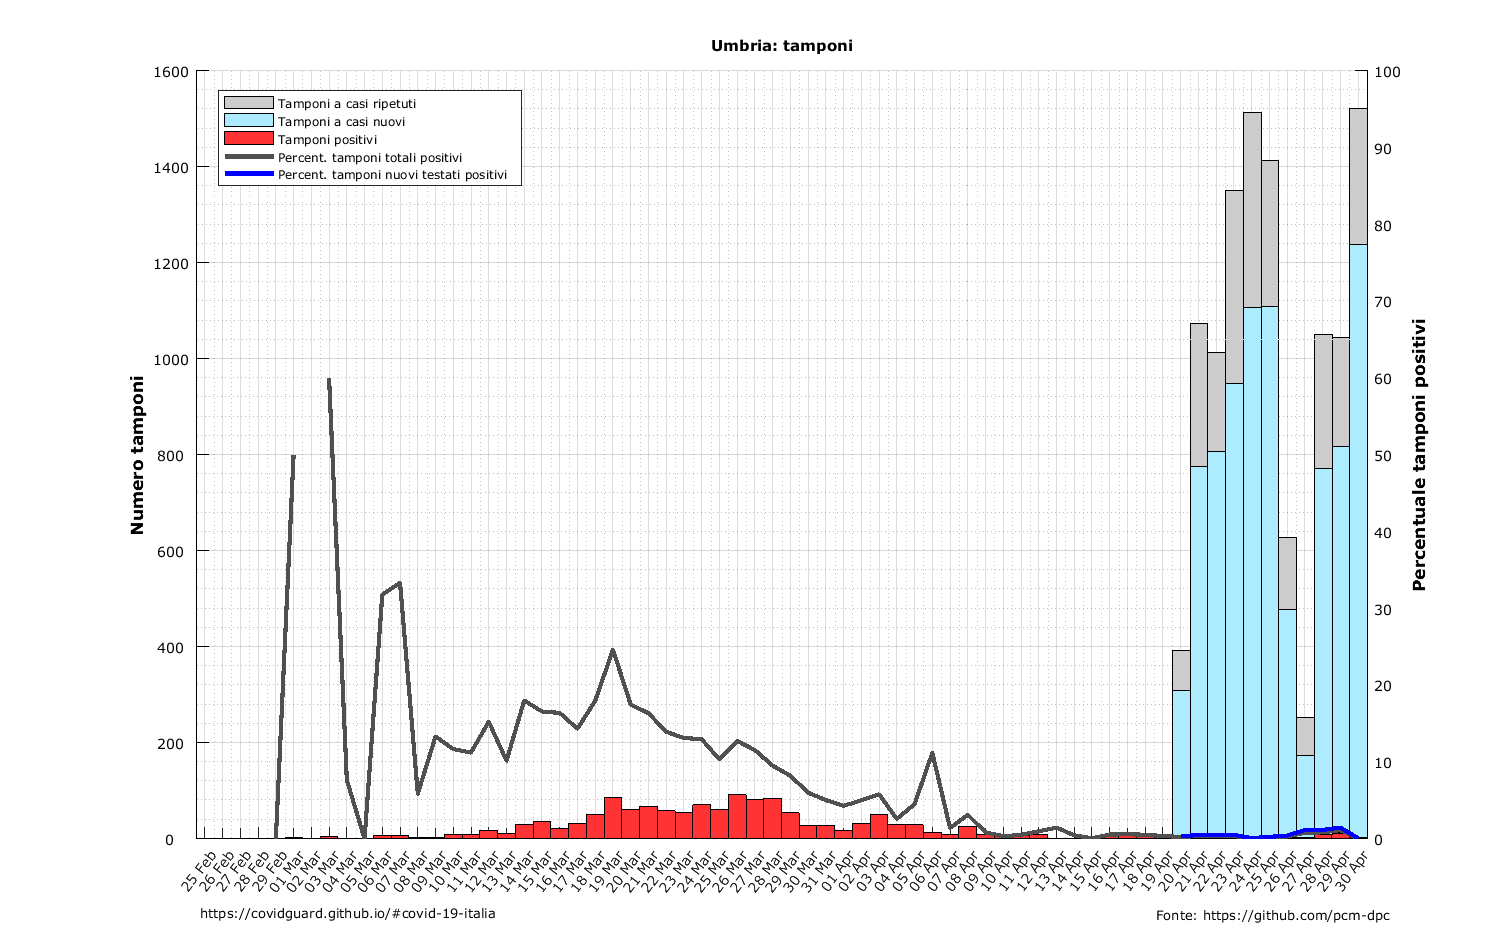 Umbria: tamponi
Tamponi a casi ripetuti
Tamponi a casi nuovi
Tamponi positivi
Percent. tamponi totali positivi
Percent. tamponi nuovi testati positivi
Numero tamponi
1600
1400
1200
1000
800
600
400
200
0
Percentuale tamponi positivi
100
90
80
70
60
50
40
30
20
10
0
25 Feb
26 Feb
27 Feb
28 Feb
29 Feb
01 Mar
02 Mar
03 Mar
04 Mar
05 Mar
06 Mar
07 Mar
08 Mar
09 Mar
10 Mar
11 Mar
12 Mar
13 Mar
14 Mar
15 Mar
16 Mar
17 Mar
18 Mar
19 Mar
20 Mar
21 Mar
22 Mar
23 Mar
24 Mar
25 Mar
26 Mar
27 Mar
28 Mar
29 Mar
30 Mar
31 Mar
01 Apr
02 Apr
03 Apr
04 Apr
05 Apr
06 Apr
07 Apr
08 Apr
09 Apr
10 Apr
11 Apr
12 Apr
13 Apr
14 Apr
15 Apr
16 Apr
17 Apr
18 Apr
19 Apr
20 Apr
21 Apr
22 Apr
23 Apr
24 Apr
25 Apr
26 Apr
27 Apr
28 Apr
29 Apr
30 Apr
https://covidguard.github.io/#covid-19-italia
Fonte: https://github.com/pcm-dpc